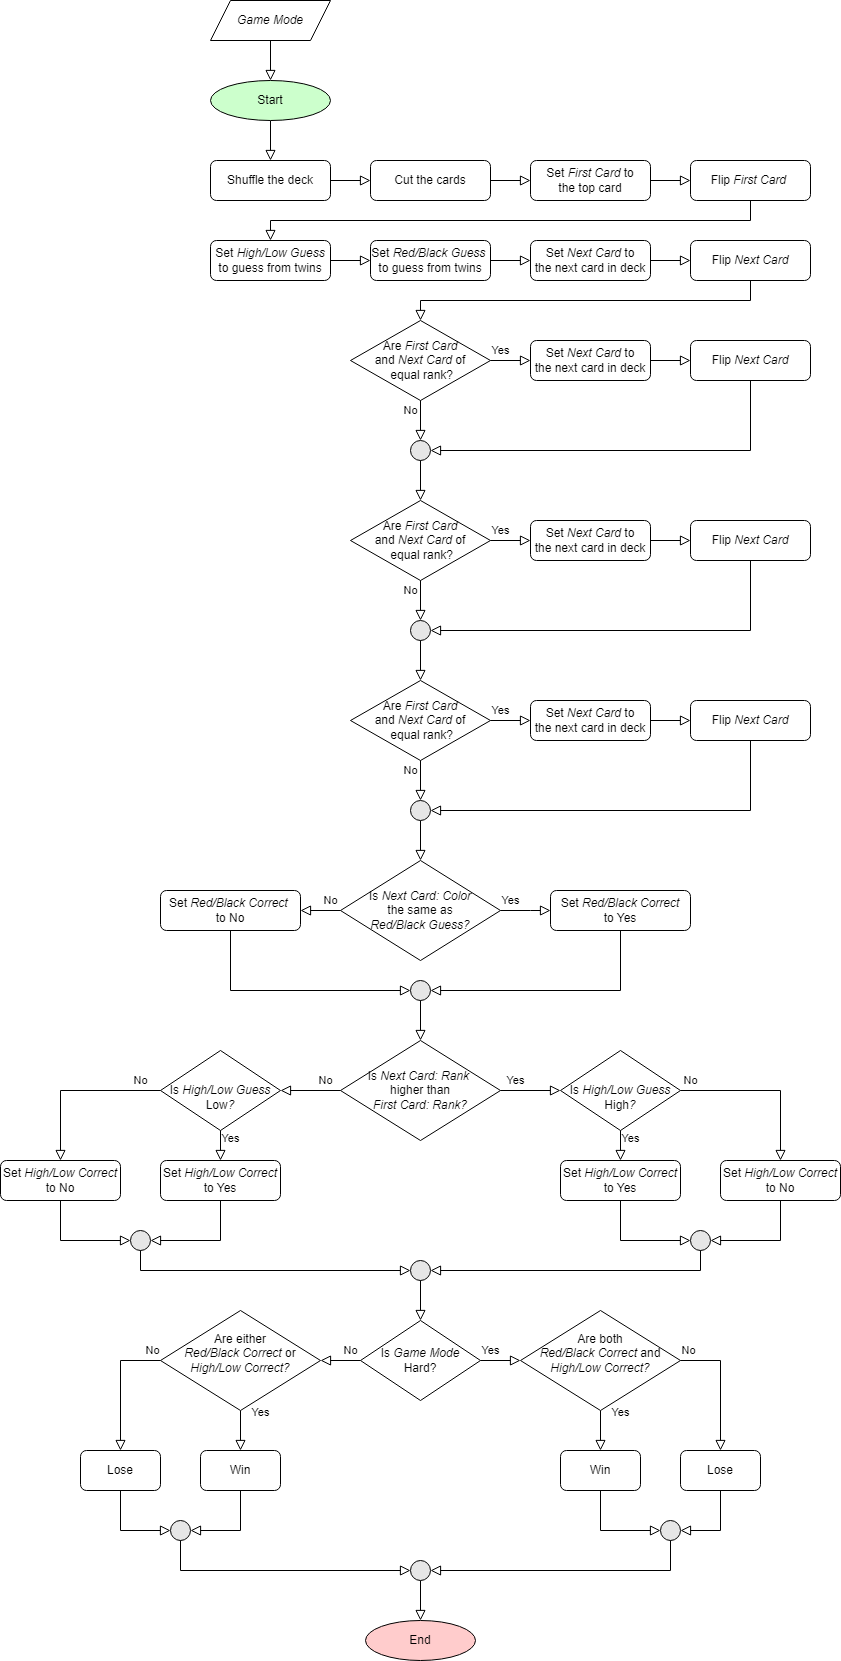 Game Mode
Start
Shuffle the deck
Cut the cards
Set First Card to
the top card
Flip First Card
Set High/Low Guess
to guess from twins
Set Red/Black Guess
to guess from twins
Set Next Card to
the next card in deck
Flip Next Card
Are First Card
and Next Card of
equal rank?
Yes
Set Next Card to
the next card in deck
Flip Next Card
No
Are First Card
and Next Card of
equal rank?
Yes
Set Next Card to
the next card in deck
Flip Next Card
No
Are First Card
and Next Card of
equal rank?
Yes
Set Next Card to
the next card in deck
Flip Next Card
No
Set Red/Black Correct
to No
No
Is Next Card: Color
the same as
Red/Black Guess?
Yes
Set Red/Black Correct
to Yes
No
Is High/Low Guess
Low?
No
Is Next Card: Rank
higher than
First Card: Rank?
Yes
Is High/Low Guess
High?
No
Yes
Yes
Set High/Low Correct
to No
Set High/Low Correct
to Yes
Set High/Low Correct
to Yes
Set High/Low Correct
to No
No
Are either
Red/Black Correct or
High/Low Correct?
No
Is Game Mode
Hard?
Yes
Are both
Red/Black Correct and
High/Low Correct?
No
Yes
Yes
Lose
Win
Win
Lose
End